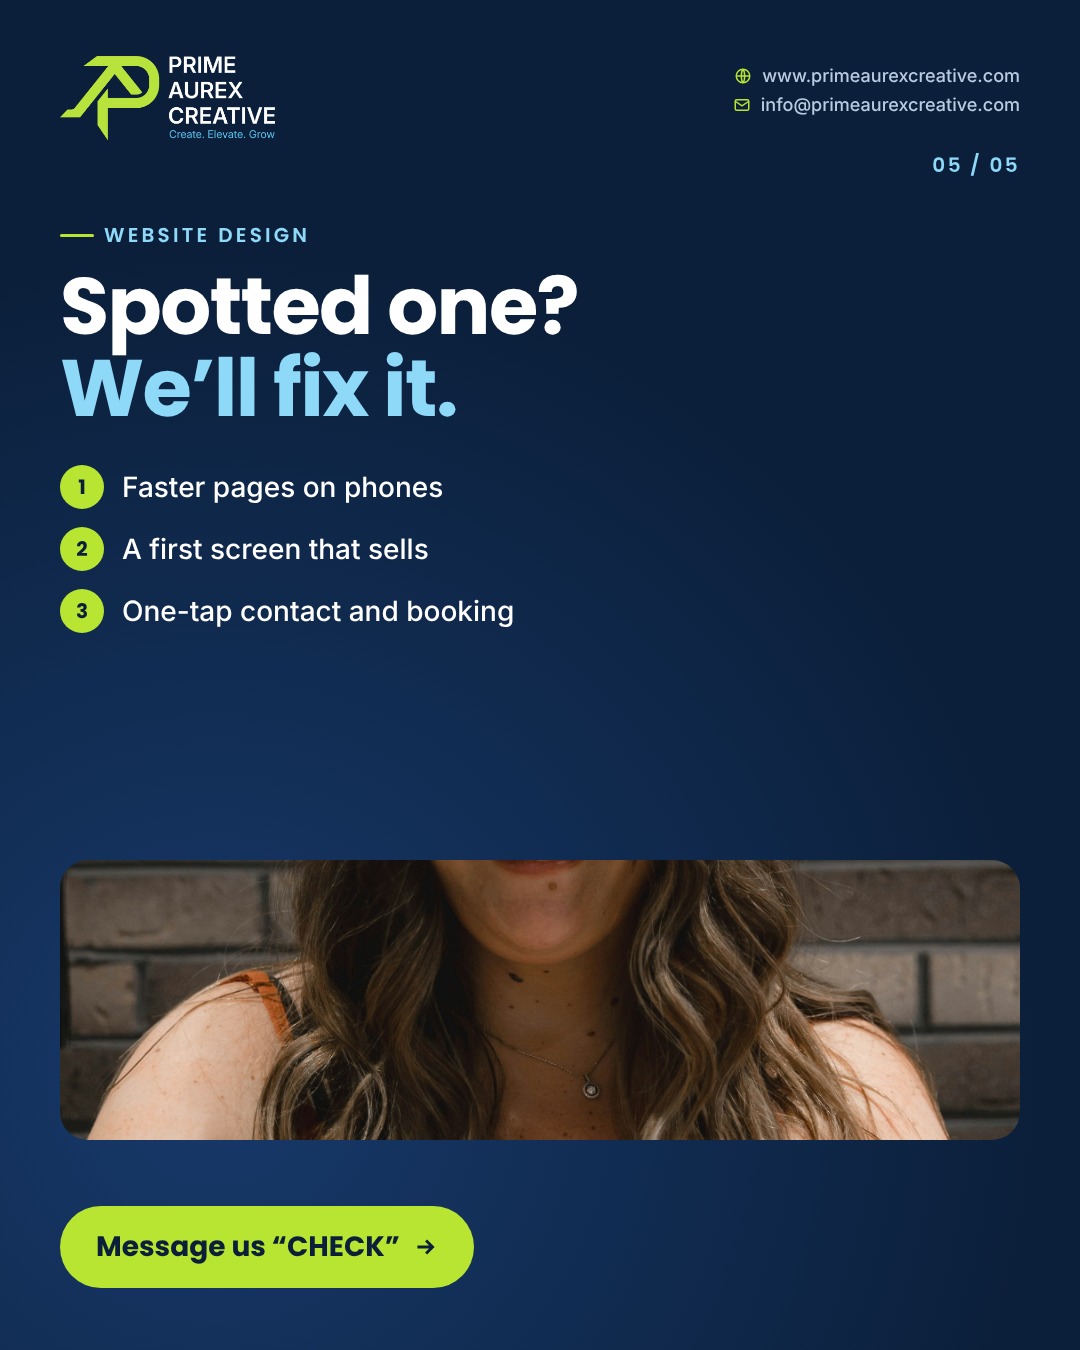 PRIME
AUREX
CREATIVE
Create. Elevate. Grow
www.primeaurexcreative.com
info@primeaurexcreative.com
05 / 05
WEBSITE DESIGN
Spotted one?
We’ll fix it.
1 Faster pages on phones
2 A first screen that sells
3 One-tap contact and booking
Message us “CHECK” →